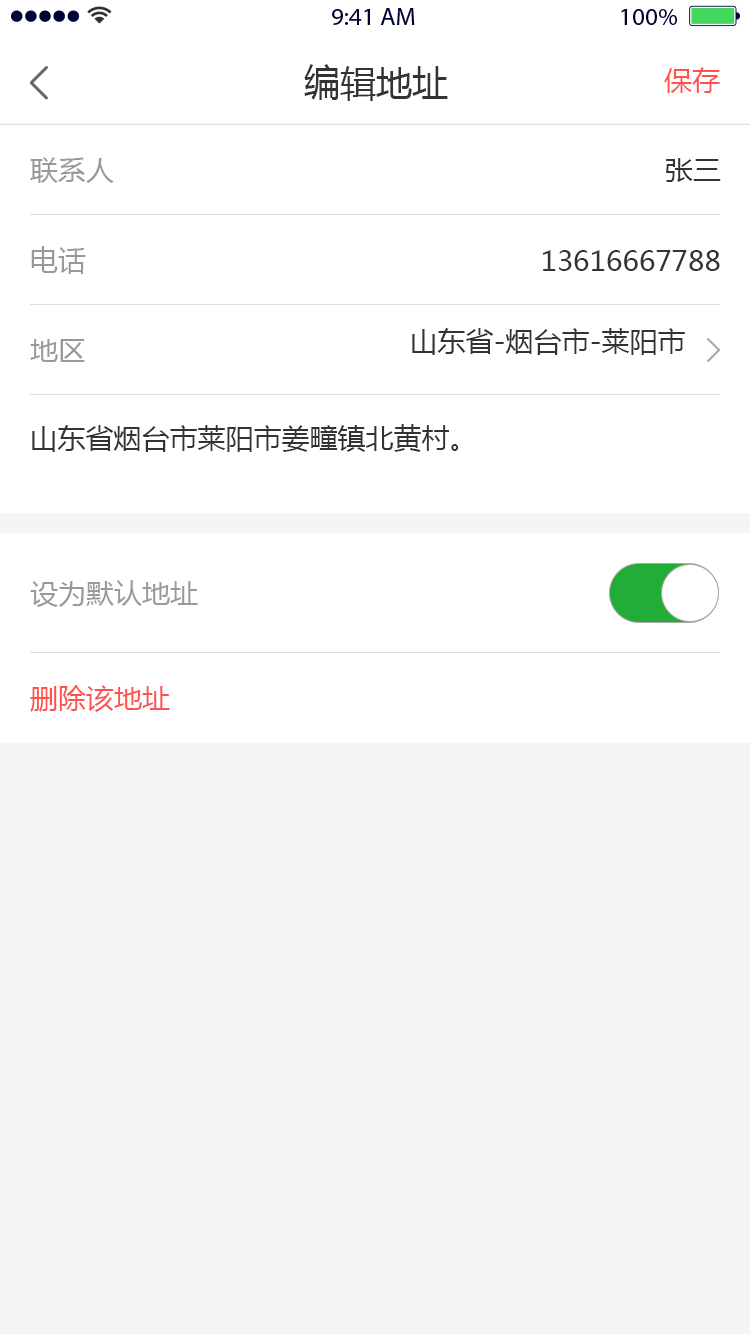 9:41 AM 100%
编辑地址 保存
联系人 张三
电话 13616667788
地区 山东省-烟台市-莱阳市
山东省烟台市莱阳市姜疃镇北黄村。
设为默认地址
删除该地址